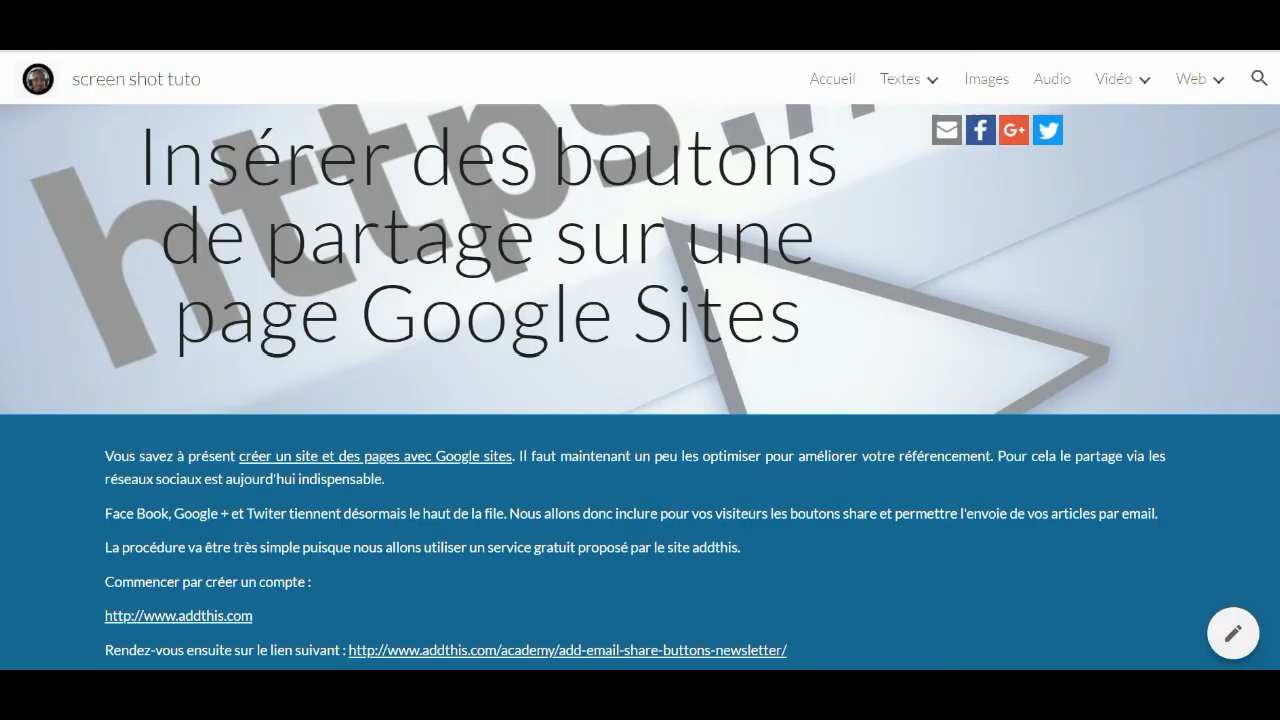 screen shot tuto
Accueil Textes Images Audio Vidéo Web
https...
Insérer des boutons
de partage sur une
page Google Sites
Vous savez à présent créer un site et des pages avec Google sites. Il faut maintenant un peu les optimiser pour améliorer votre référencement. Pour cela le partage via les
réseaux sociaux est aujourd'hui indispensable.
Face Book, Google + et Twiter tiennent désormais le haut de la file. Nous allons donc inclure pour vos visiteurs les boutons share et permettre l'envoie de vos articles par email.
La procédure va être très simple puisque nous allons utiliser un service gratuit proposé par le site addthis.
Commencer par créer un compte :
http://www.addthis.com
Rendez-vous ensuite sur le lien suivant : http://www.addthis.com/academy/add-email-share-buttons-newsletter/